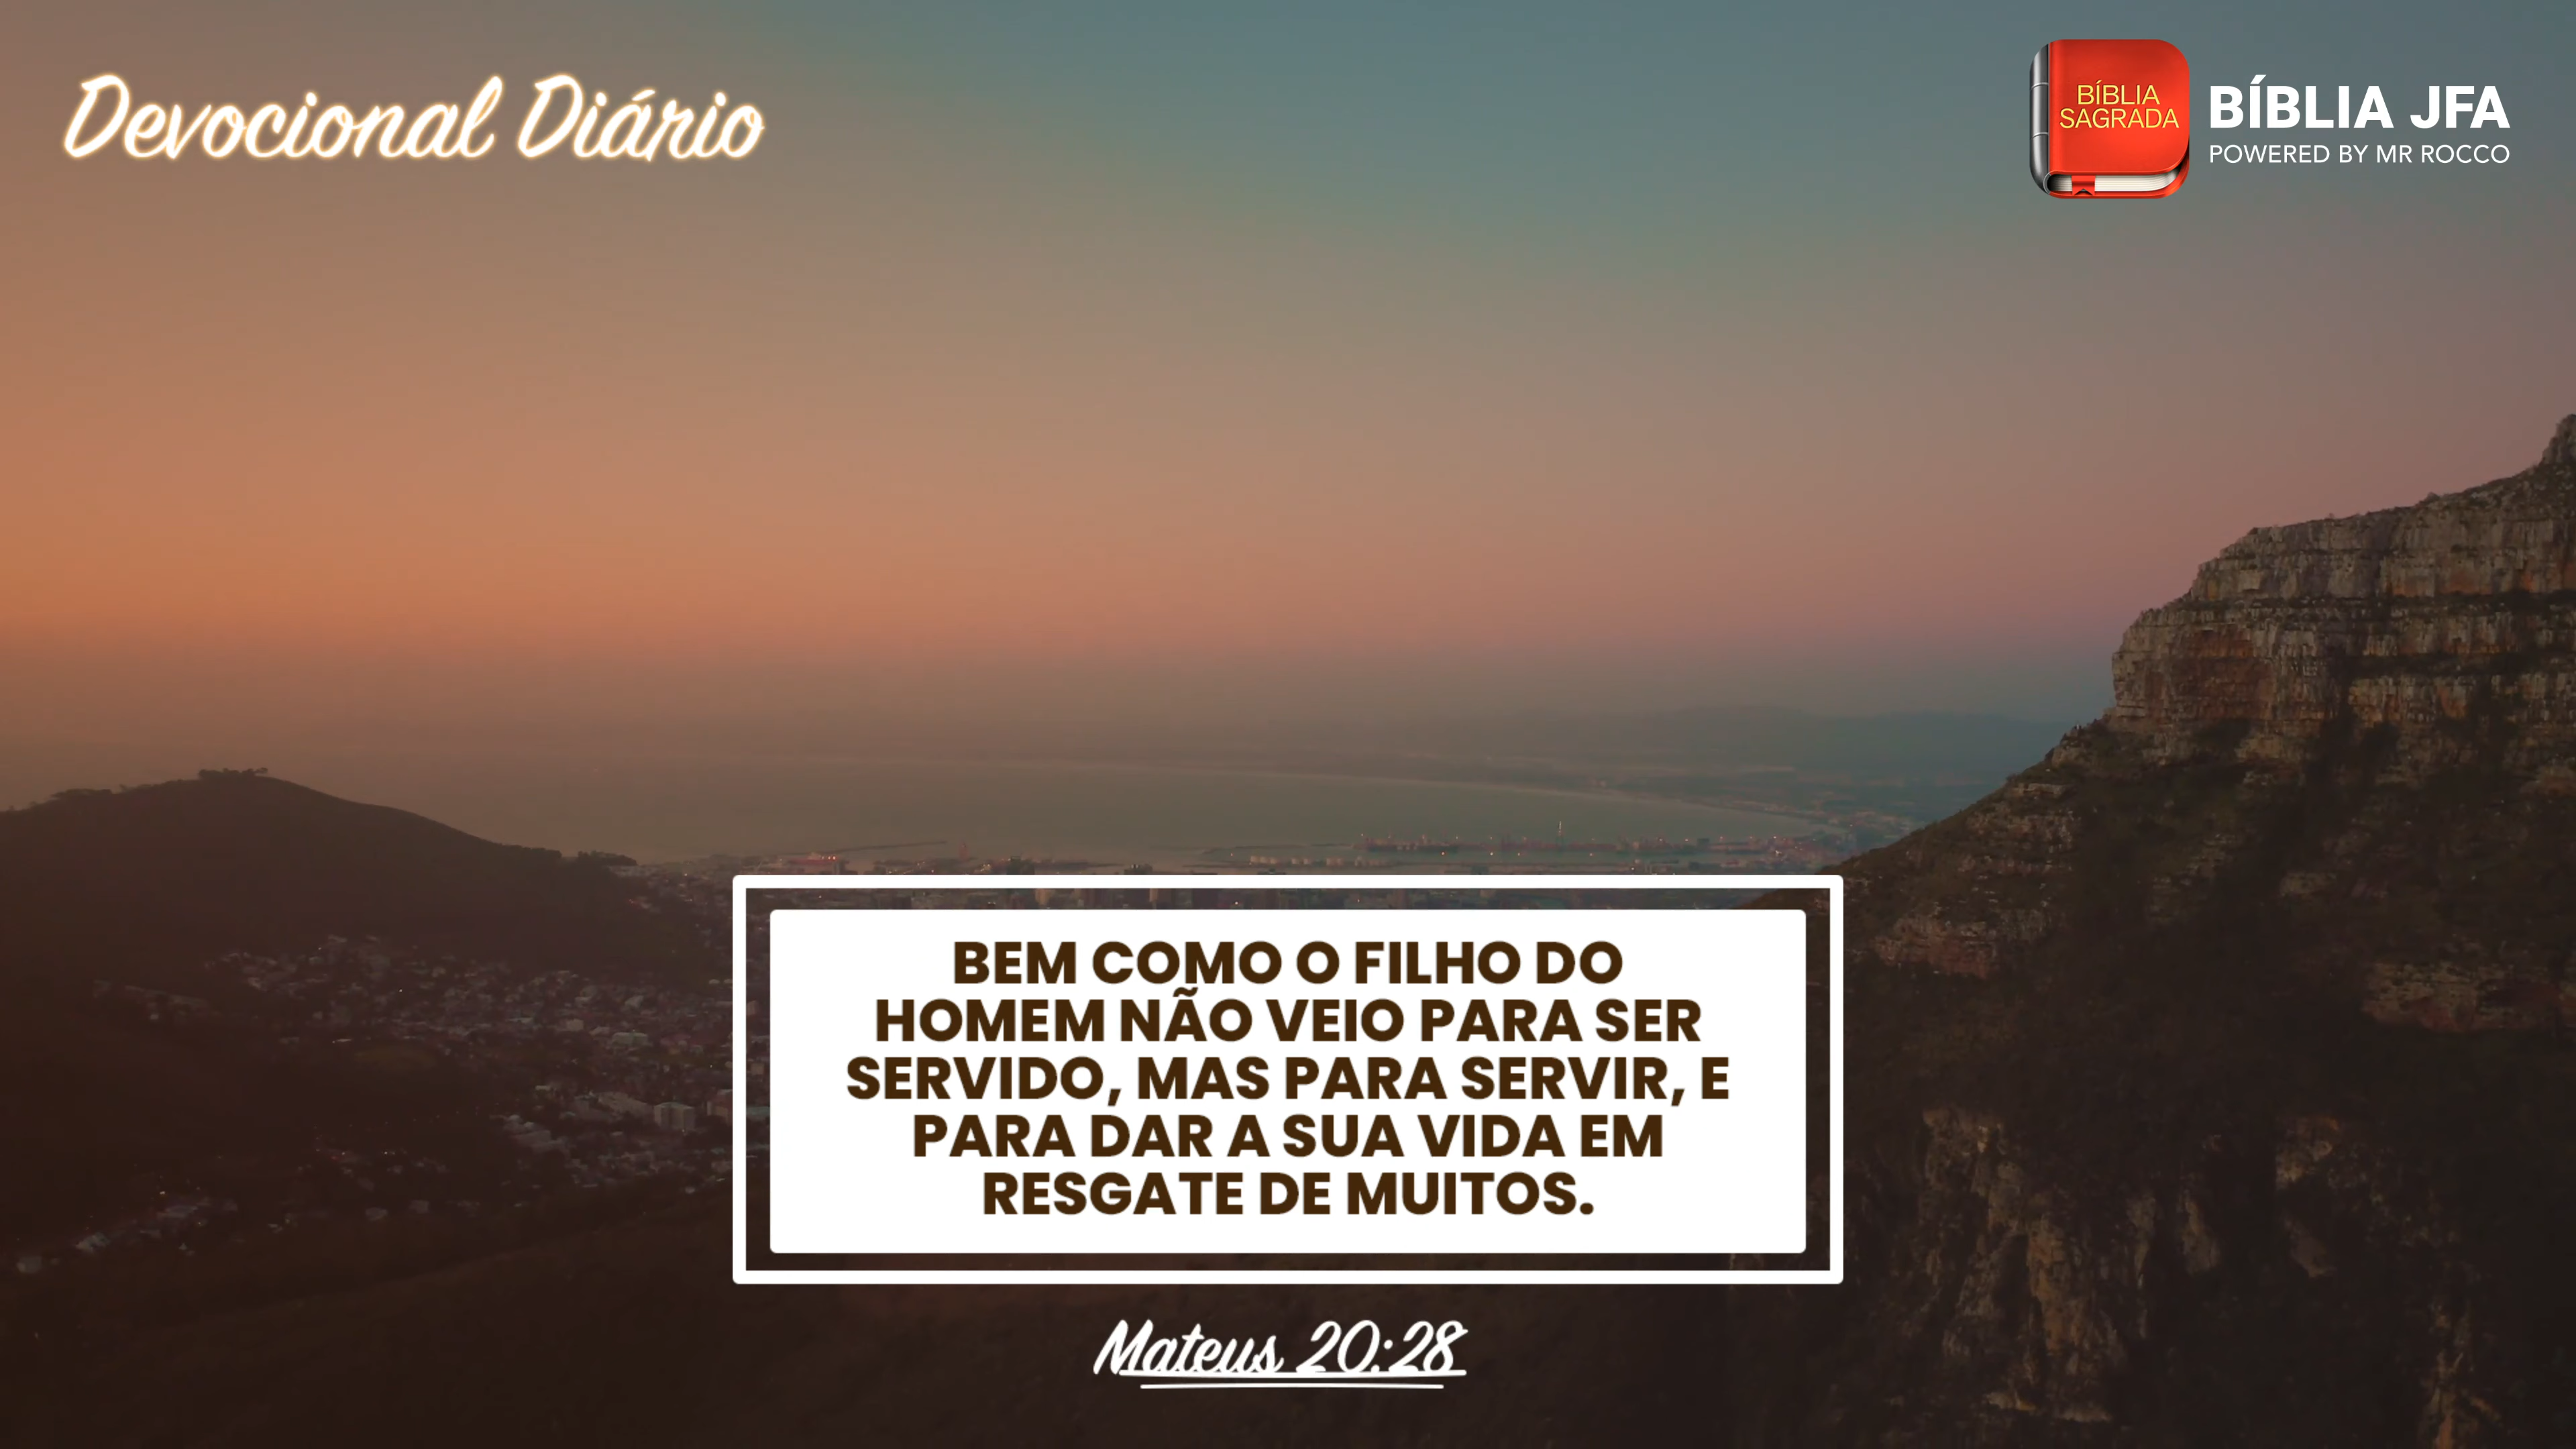 Devocional Diário
BÍBLIA
SAGRADA
BÍBLIA JFA
POWERED BY MR ROCCO
BEM COMO O FILHO DO
HOMEM NÃO VEIO PARA SER
SERVIDO, MAS PARA SERVIR, E
PARA DAR A SUA VIDA EM
RESGATE DE MUITOS.
Mateus 20:28